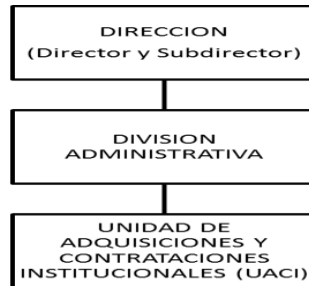 DIRECCION
(Director y Subdirector)
DIVISION
ADMINISTRATIVA
UNIDAD DE
ADQUISICIONES Y
CONTRATACIONES
INSTITUCIONALES (UACI)